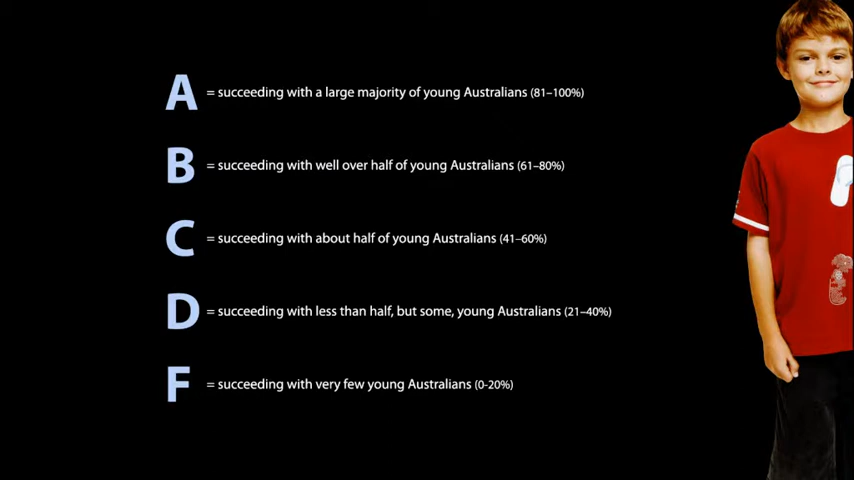 A = succeeding with a large majority of young Australians (81–100%)
B = succeeding with well over half of young Australians (61–80%)
C = succeeding with about half of young Australians (41–60%)
D = succeeding with less than half, but some, young Australians (21–40%)
F = succeeding with very few young Australians (0-20%)